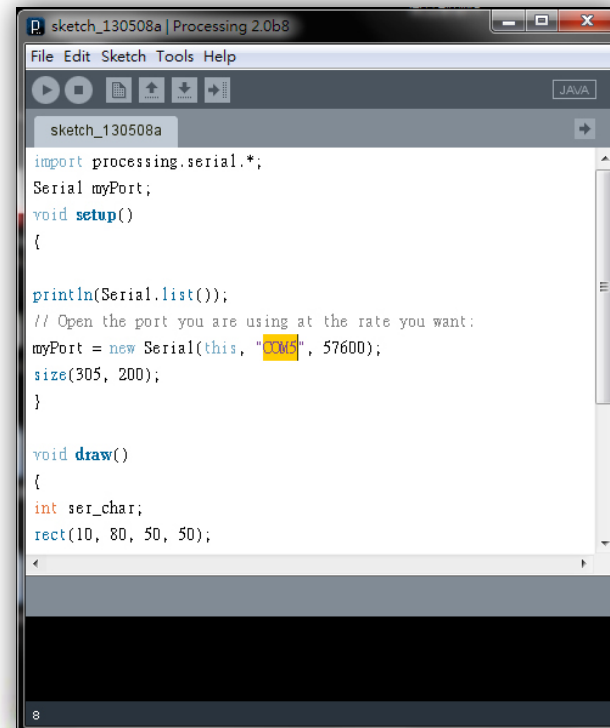 sketch_130508a | Processing 2.0b8
File Edit Sketch Tools Help
JAVA
sketch_130508a
import processing.serial.*;
Serial myPort;
void setup()
{
println(Serial.list());
// Open the port you are using at the rate you want:
myPort = new Serial(this, "COM5", 57600);
size(305, 200);
}
void draw()
{
int ser_char;
rect(10, 80, 50, 50);
8